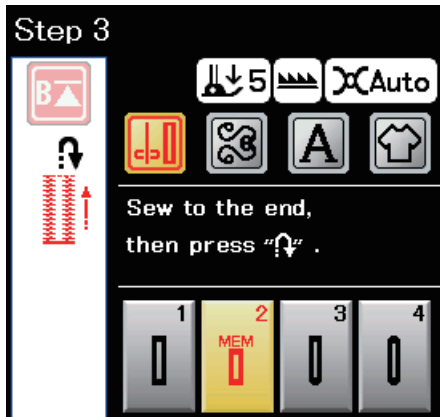 Step 3
B
5
Auto
A
Sew to the end,
then press “ ” .
1
2
3
4
MEM